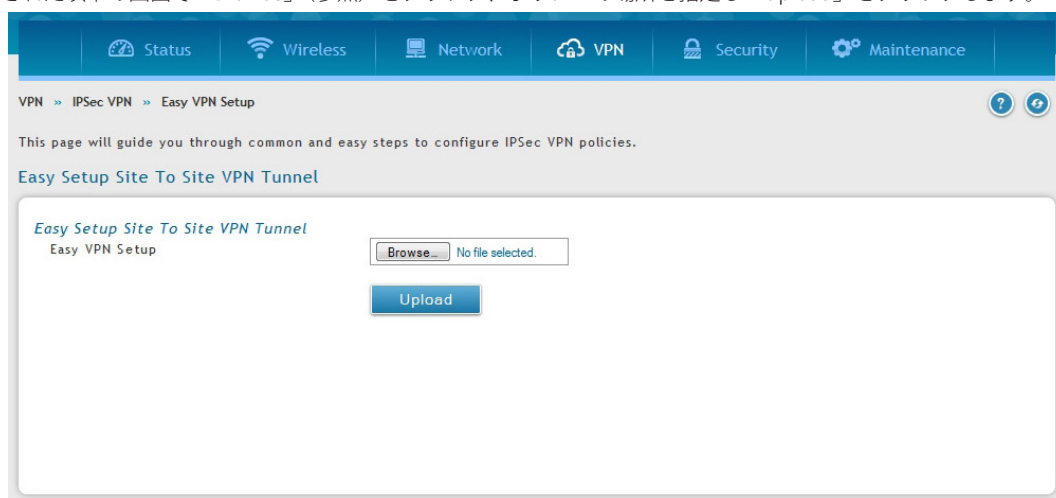 Status Wireless Network VPN Security Maintenance
VPN » IPSec VPN » Easy VPN Setup
This page will guide you through common and easy steps to configure IPSec VPN policies.
Easy Setup Site To Site VPN Tunnel
Easy Setup Site To Site VPN Tunnel
Easy VPN Setup Browse... No file selected.
Upload